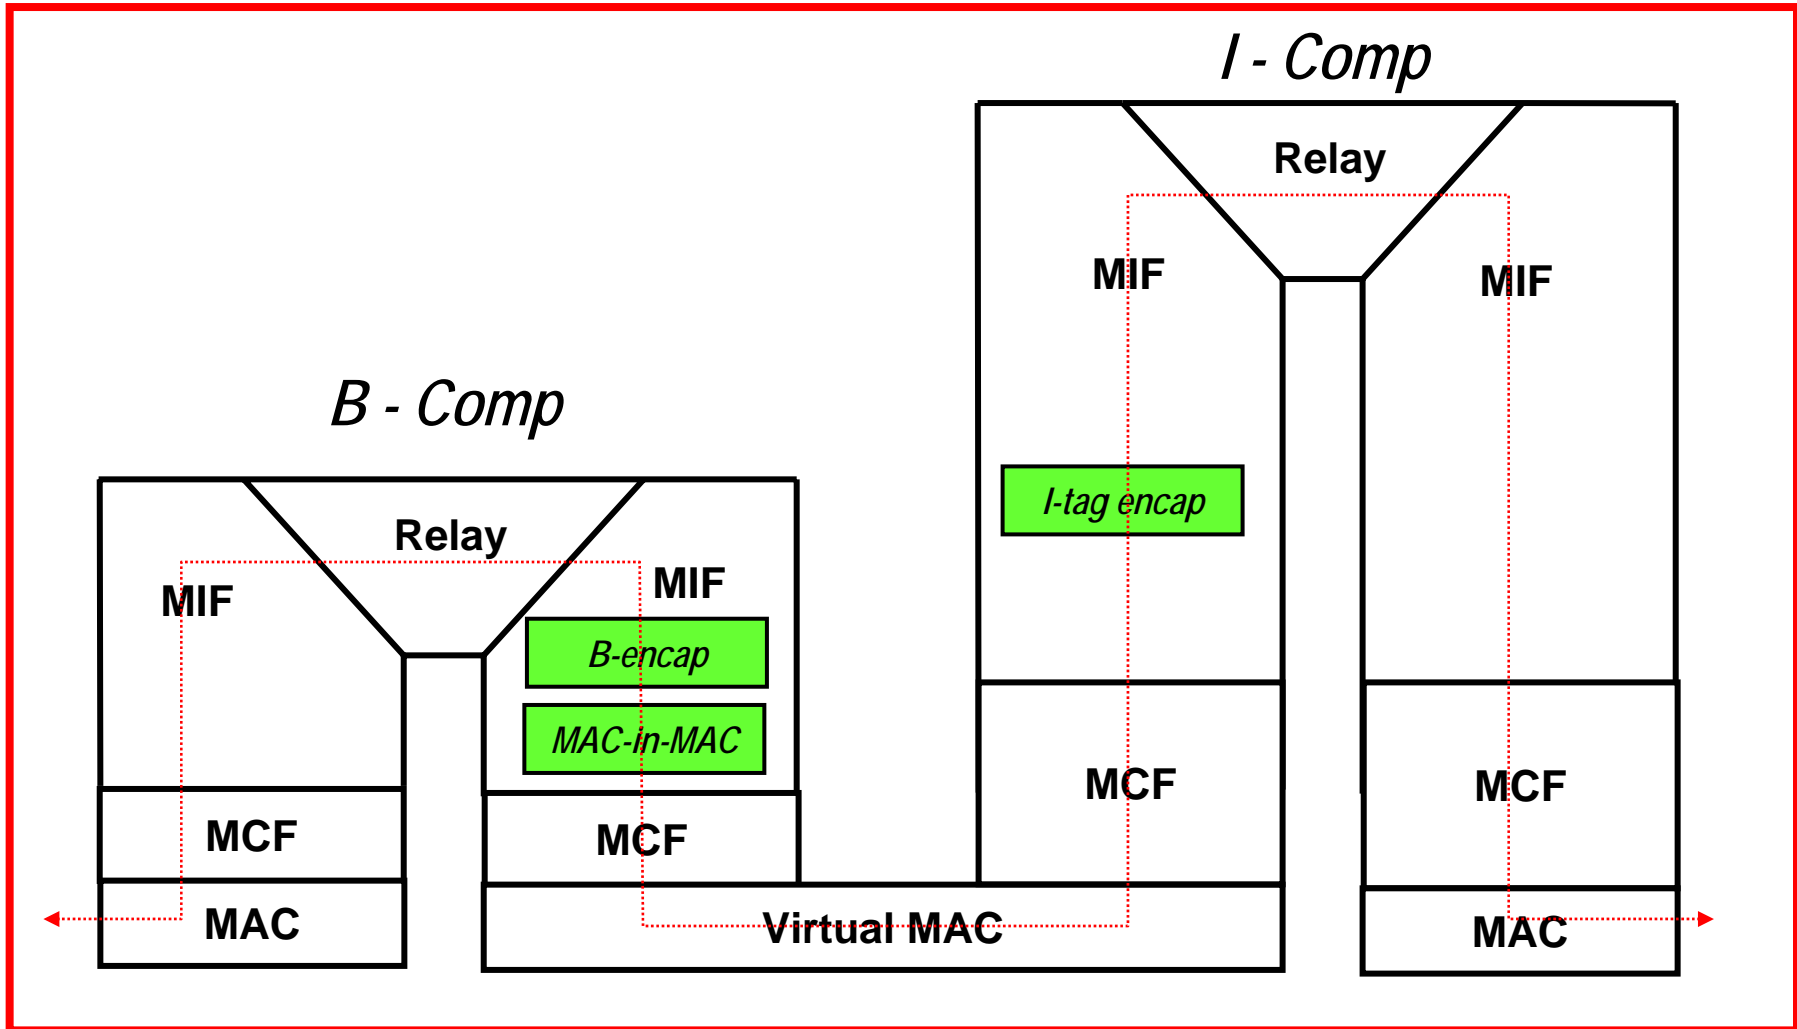 I - Comp
Relay
MIF
MIF
I-tag encap
MCF
MCF
MAC
B - Comp
Relay
MIF
MIF
B-encap
MAC-in-MAC
MCF
MCF
MAC
Virtual MAC